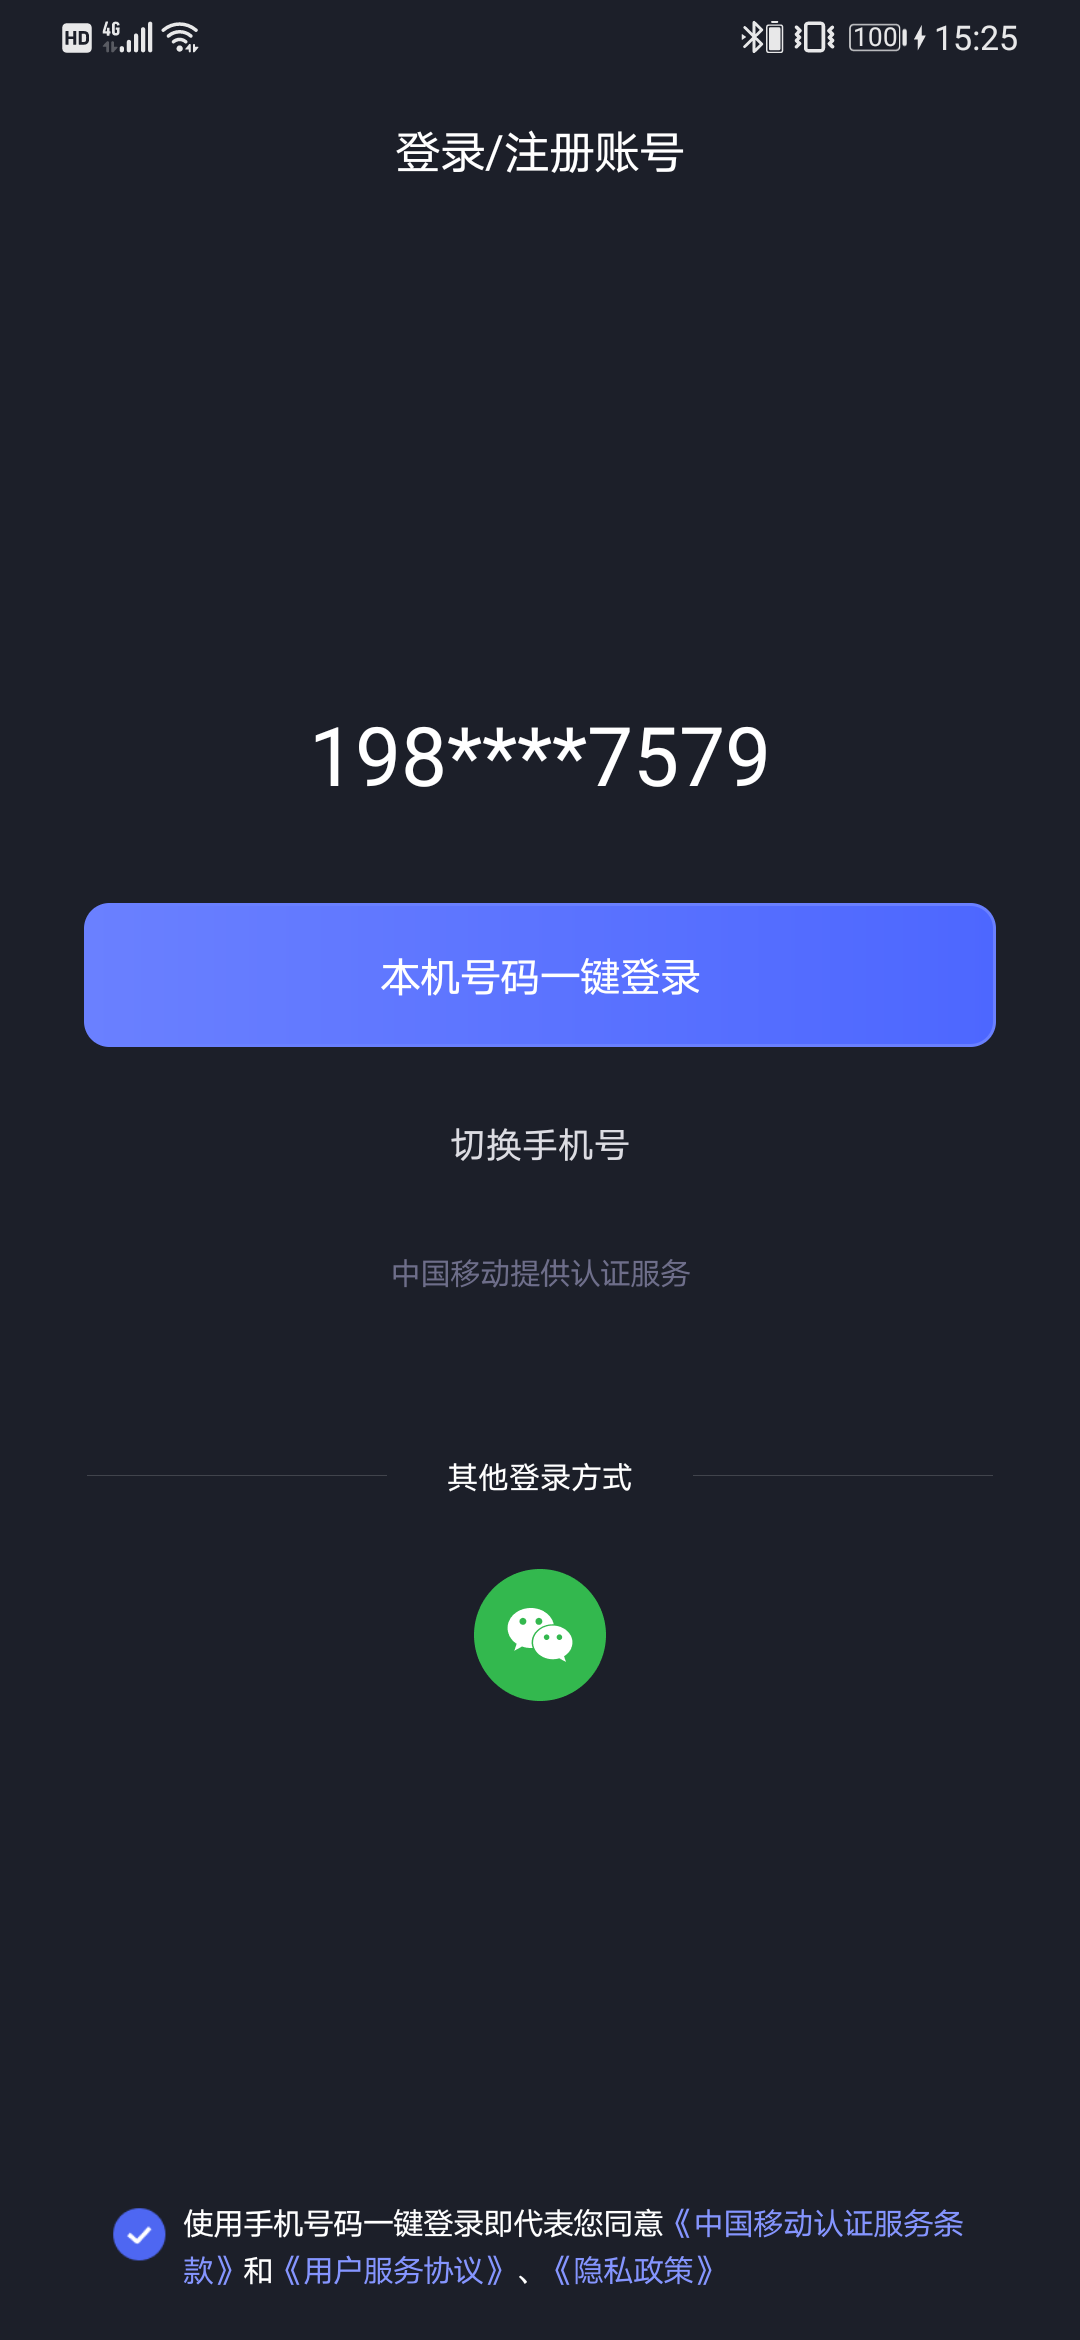 HD 4G 100 15:25
登录/注册账号
198****7579
本机号码一键登录
切换手机号
中国移动提供认证服务
其他登录方式
使用手机号码一键登录即代表您同意《中国移动认证服务条
款》和《用户服务协议》、《隐私政策》